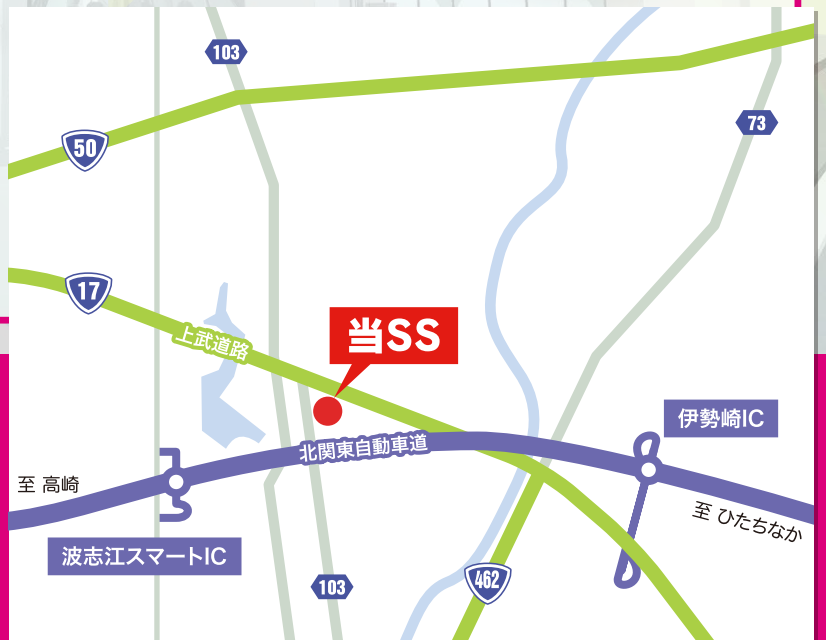 103
73
50
17
上武道路
当SS
伊勢崎IC
北関東自動車道
至 高崎
至 ひたちなか
波志江スマートIC
103
462